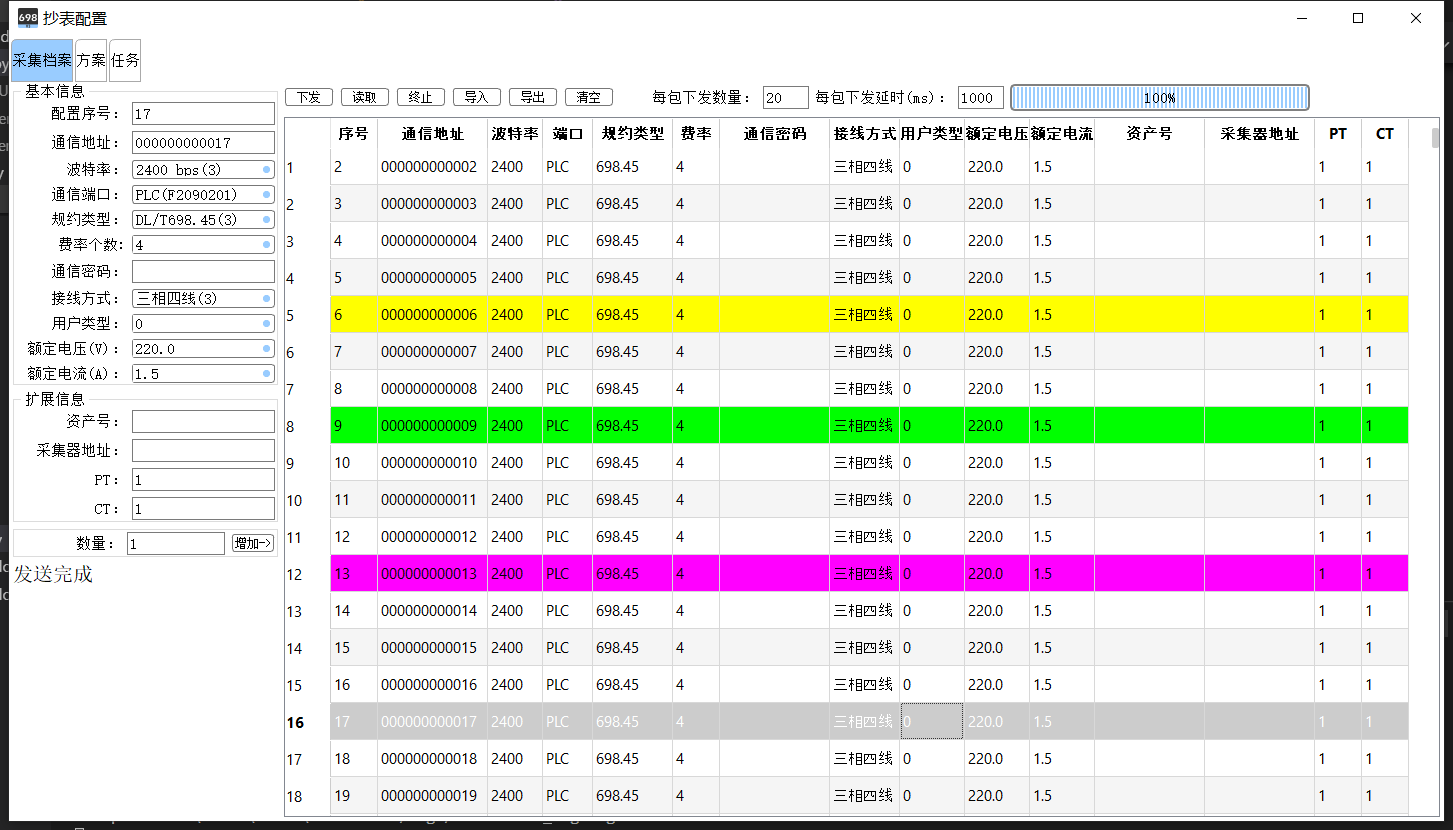 698 抄表配置
采集档案 方案 任务
基本信息
配置序号： 17
通信地址： 000000000017
波特率： 2400 bps(3)
通信端口： PLC(F2090201)
规约类型： DL/T698.45(3)
费率个数： 4
通信密码：
接线方式： 三相四线(3)
用户类型： 0
额定电压(V)： 220.0
额定电流(A)： 1.5
扩展信息
资产号：
采集器地址：
PT： 1
CT： 1
数量： 1 增加->
发送完成
下发 读取 终止 导入 导出 清空 每包下发数量： 20 每包下发延时(ms)： 1000 100%
序号 通信地址 波特率 端口 规约类型 费率 通信密码 接线方式 用户类型 额定电压 额定电流 资产号 采集器地址 PT CT
1 2 000000000002 2400 PLC 698.45 4 三相四线 0 220.0 1.5 1 1
2 3 000000000003 2400 PLC 698.45 4 三相四线 0 220.0 1.5 1 1
3 4 000000000004 2400 PLC 698.45 4 三相四线 0 220.0 1.5 1 1
4 5 000000000005 2400 PLC 698.45 4 三相四线 0 220.0 1.5 1 1
5 6 000000000006 2400 PLC 698.45 4 三相四线 0 220.0 1.5 1 1
6 7 000000000007 2400 PLC 698.45 4 三相四线 0 220.0 1.5 1 1
7 8 000000000008 2400 PLC 698.45 4 三相四线 0 220.0 1.5 1 1
8 9 000000000009 2400 PLC 698.45 4 三相四线 0 220.0 1.5 1 1
9 10 000000000010 2400 PLC 698.45 4 三相四线 0 220.0 1.5 1 1
10 11 000000000011 2400 PLC 698.45 4 三相四线 0 220.0 1.5 1 1
11 12 000000000012 2400 PLC 698.45 4 三相四线 0 220.0 1.5 1 1
12 13 000000000013 2400 PLC 698.45 4 三相四线 0 220.0 1.5 1 1
13 14 000000000014 2400 PLC 698.45 4 三相四线 0 220.0 1.5 1 1
14 15 000000000015 2400 PLC 698.45 4 三相四线 0 220.0 1.5 1 1
15 16 000000000016 2400 PLC 698.45 4 三相四线 0 220.0 1.5 1 1
16 17 000000000017 2400 PLC 698.45 4 三相四线 0 220.0 1.5 1 1
17 18 000000000018 2400 PLC 698.45 4 三相四线 0 220.0 1.5 1 1
18 19 000000000019 2400 PLC 698.45 4 三相四线 0 220.0 1.5 1 1